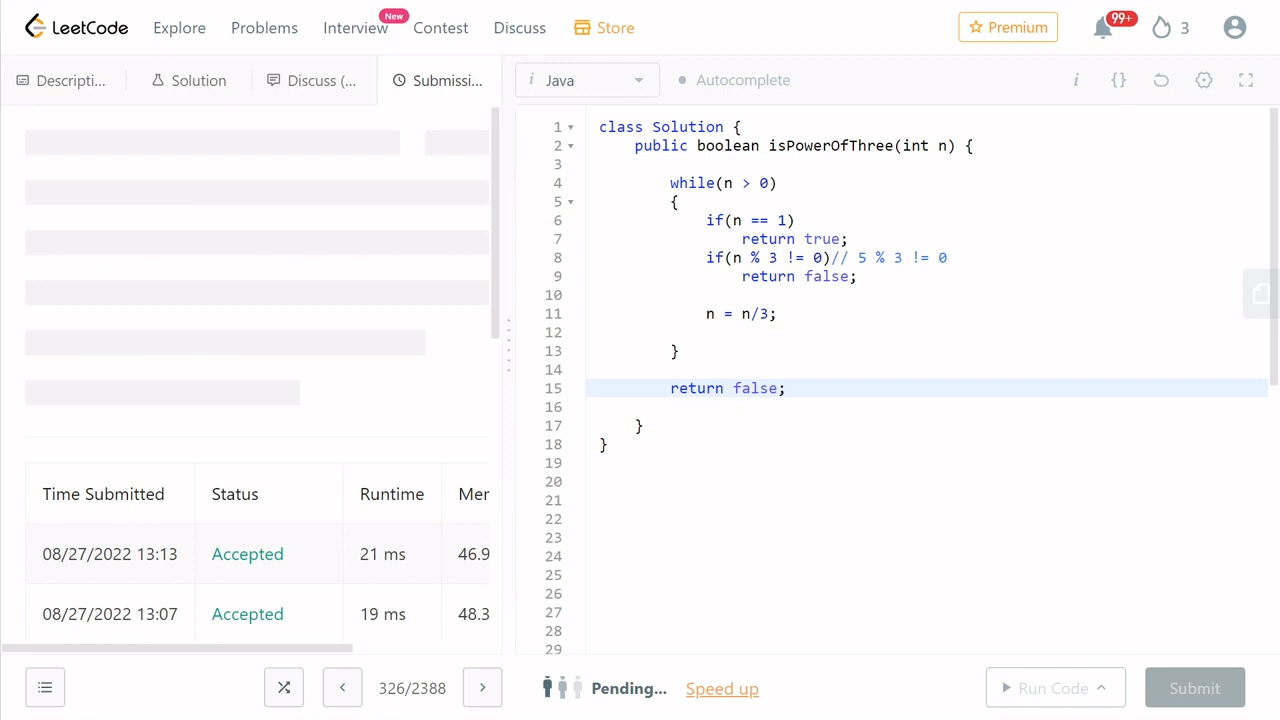 LeetCode Explore Problems Interview New Contest Discuss Store Premium 99+ 3
Descripti... Solution Discuss (... Submissi... i Java Autocomplete i {}
1 class Solution {
2 public boolean isPowerOfThree(int n) {
3
4 while(n > 0)
5 {
6 if(n == 1)
7 return true;
8 if(n % 3 != 0)// 5 % 3 != 0
9 return false;
10
11 n = n/3;
12
13 }
14
15 return false;
16
17 }
18 }
19
20
21
22
23
24
25
26
27
28
29
Time Submitted Status Runtime Mer
08/27/2022 13:13 Accepted 21 ms 46.9
08/27/2022 13:07 Accepted 19 ms 48.3
326/2388 Pending... Speed up Run Code Submit